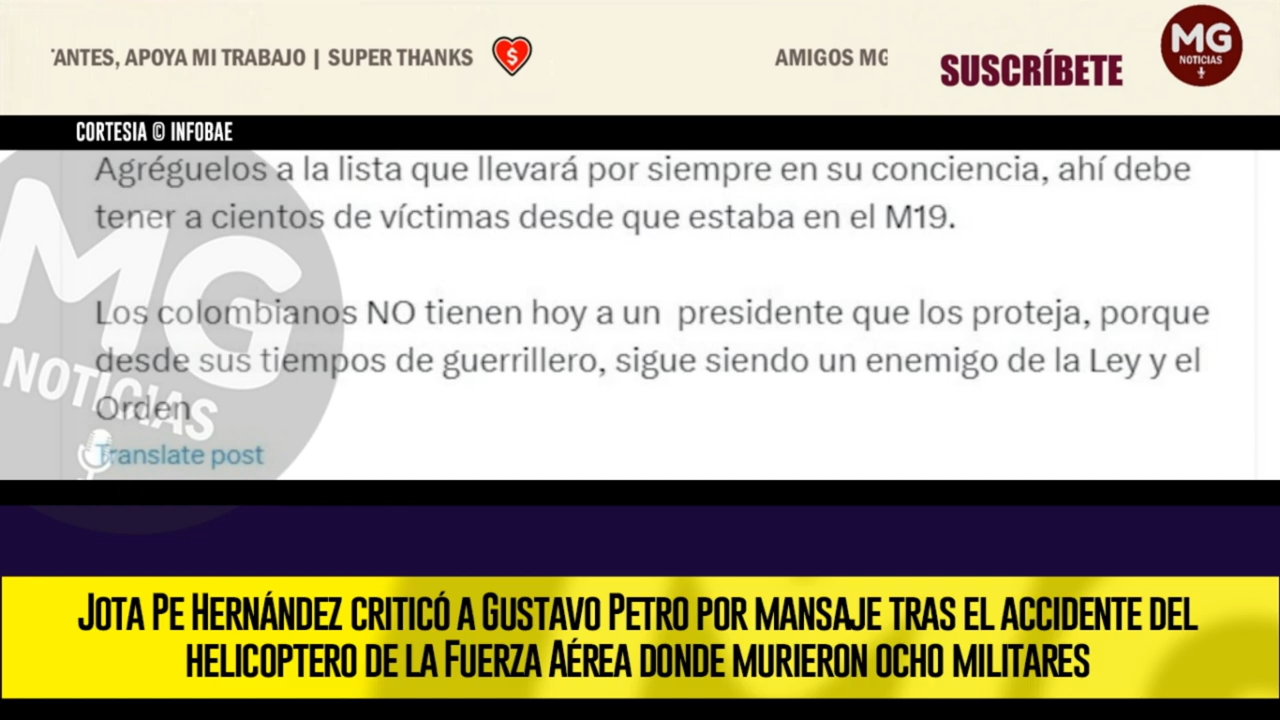 TANTES, APOYA MI TRABAJO | SUPER THANKS
$
AMIGOS MG
SUSCRÍBETE
MG
NOTICIAS
CORTESIA © INFOBAE
Agréguelos a la lista que llevará por siempre en su conciencia, ahí debe
tener a cientos de víctimas desde que estaba en el M19.
Los colombianos NO tienen hoy a un presidente que los proteja, porque
desde sus tiempos de guerrillero, sigue siendo un enemigo de la Ley y el
Orden
Translate post
MG
NOTICIAS
JOTA PE HERNÁNDEZ CRITICÓ A GUSTAVO PETRO POR MANSAJE TRAS EL ACCIDENTE DEL
HELICOPTERO DE LA FUERZA AÉREA DONDE MURIERON OCHO MILITARES